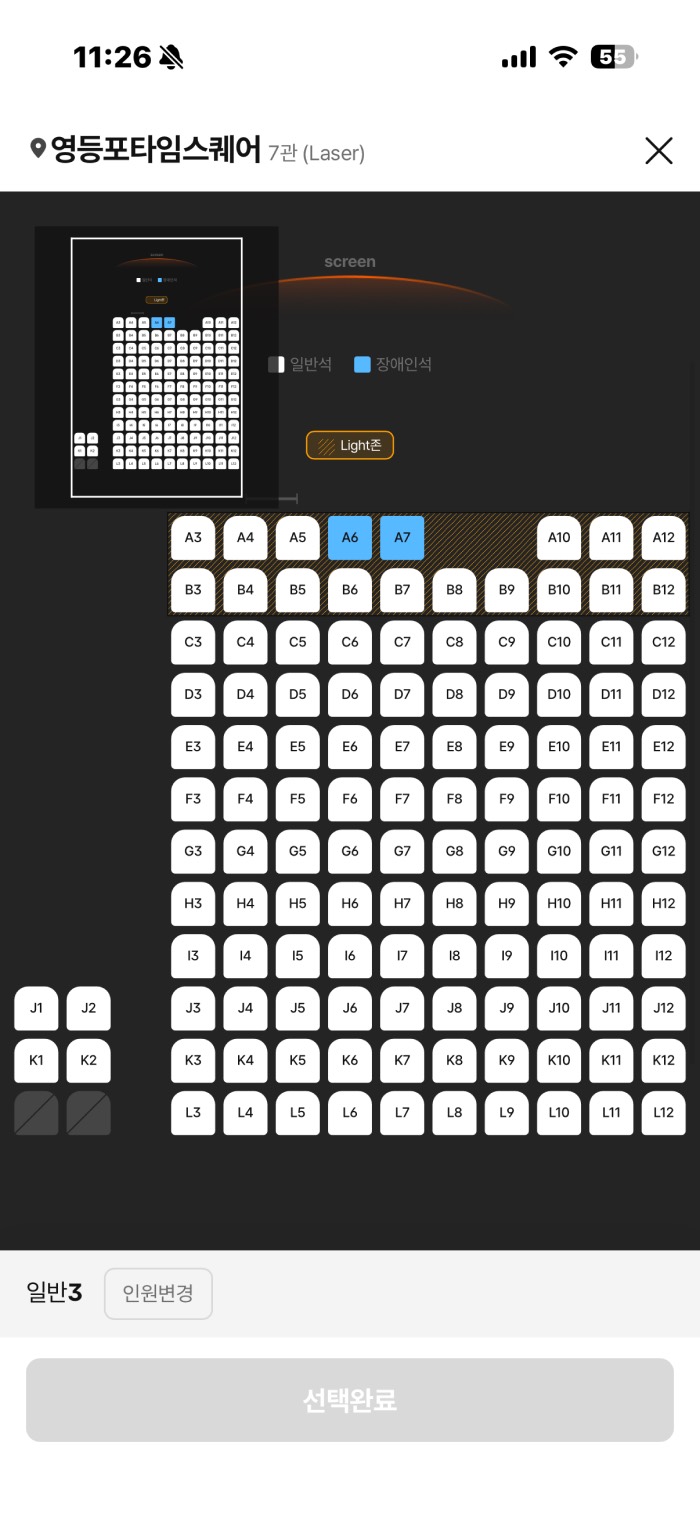 11:26
55
영등포타임스퀘어 7관 (Laser)
screen
일반석 장애인석
Light존
A3 A4 A5 A6 A7 A10 A11 A12
B3 B4 B5 B6 B7 B8 B9 B10 B11 B12
C3 C4 C5 C6 C7 C8 C9 C10 C11 C12
D3 D4 D5 D6 D7 D8 D9 D10 D11 D12
E3 E4 E5 E6 E7 E8 E9 E10 E11 E12
F3 F4 F5 F6 F7 F8 F9 F10 F11 F12
G3 G4 G5 G6 G7 G8 G9 G10 G11 G12
H3 H4 H5 H6 H7 H8 H9 H10 H11 H12
I3 I4 I5 I6 I7 I8 I9 I10 I11 I12
J1 J2 J3 J4 J5 J6 J7 J8 J9 J10 J11 J12
K1 K2 K3 K4 K5 K6 K7 K8 K9 K10 K11 K12
L3 L4 L5 L6 L7 L8 L9 L10 L11 L12
일반3 인원변경
선택완료